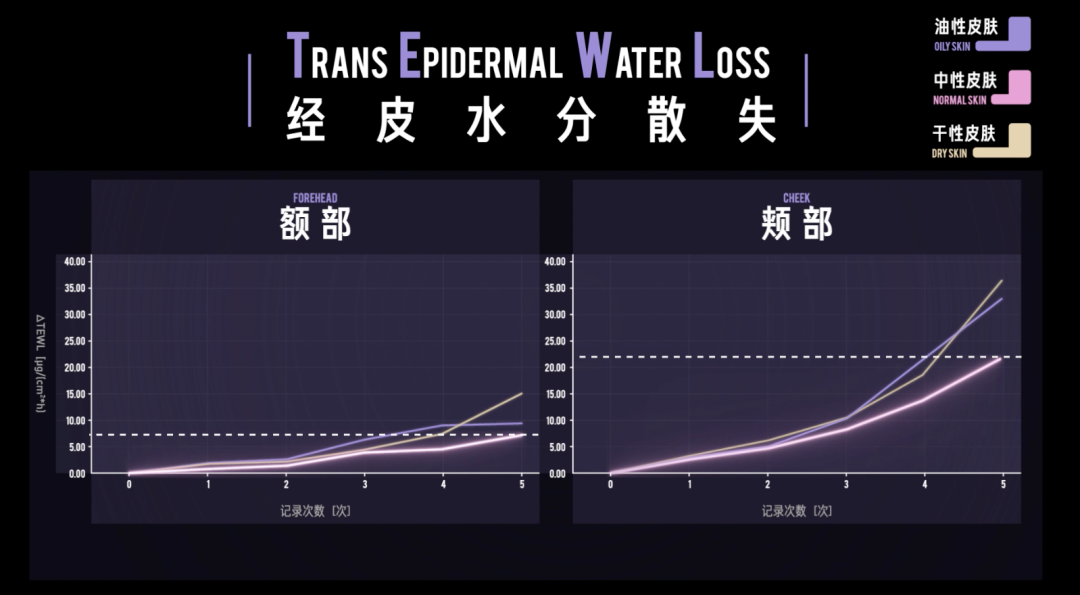 TRANS EPIDERMAL WATER LOSS
经皮水分散失
油性皮肤
OILY SKIN
中性皮肤
NORMAL SKIN
干性皮肤
DRY SKIN
FOREHEAD
额部
40.00
35.00
30.00
25.00
20.00
15.00
10.00
5.00
0.00
ΔTEWL [μg/(cm²*h)]
0 1 2 3 4 5
记录次数 [次]
CHEEK
颊部
40.00
35.00
30.00
25.00
20.00
15.00
10.00
5.00
0.00
0 1 2 3 4 5
记录次数 [次]